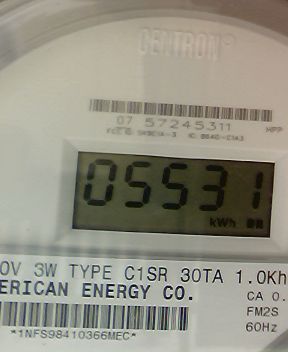 CENTRON®
07 57245311
HPP
05531
kWh
0V 3W TYPE C1SR 30TA 1.0Kh
ERICAN ENERGY CO.
CA 0.
FM2S
60Hz
*1NFS98410366MEC*